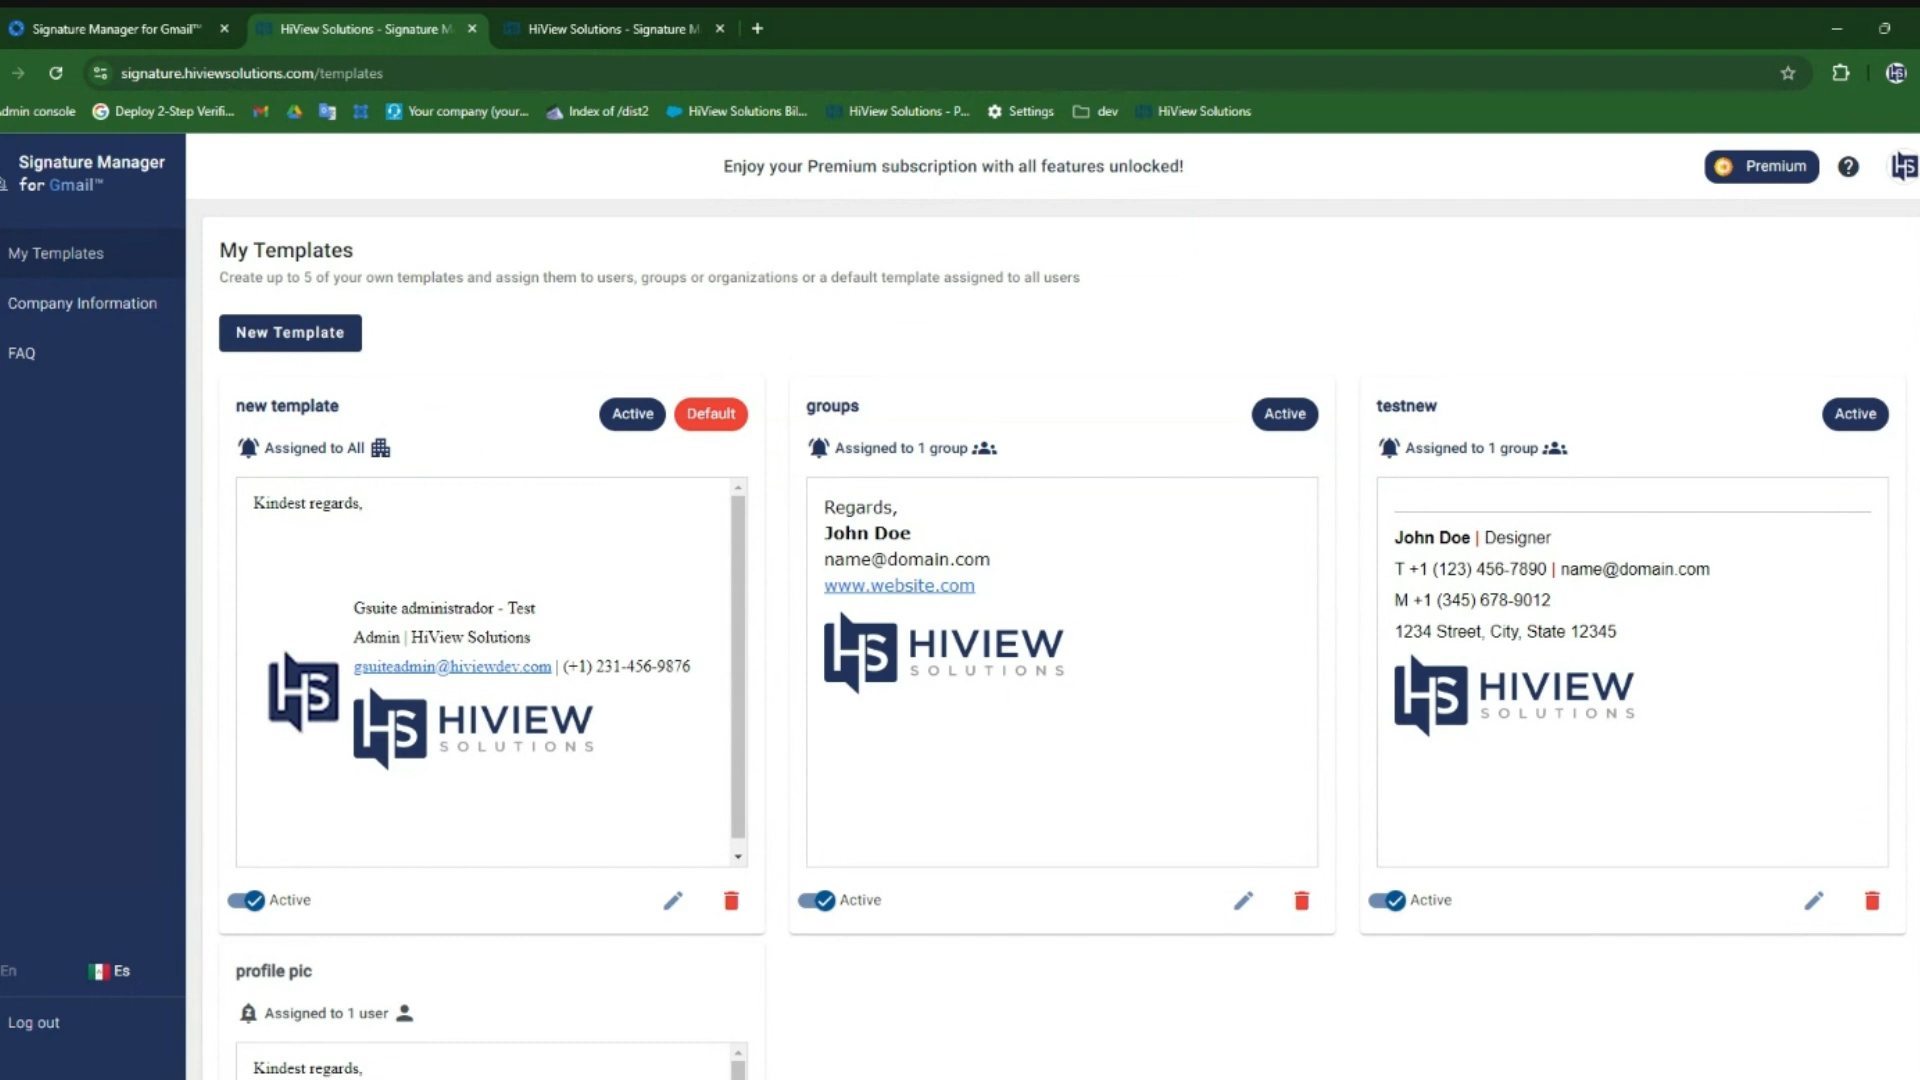 Signature Manager for Gmail™
HiView Solutions - Signature M
HiView Solutions - Signature M
signature.hiviewsolutions.com/templates
dmin console
Deploy 2-Step Verifi...
Your company (your...
Index of /dist2
HiView Solutions Bil...
HiView Solutions - P...
Settings
dev
HiView Solutions
Signature Manager
for Gmail™
Enjoy your Premium subscription with all features unlocked!
Premium
?
HS
My Templates
Company Information
FAQ
My Templates
Create up to 5 of your own templates and assign them to users, groups or organizations or a default template assigned to all users
New Template
new template
Active
Default
Assigned to All
Kindest regards,
Gsuite administrador - Test
Admin | HiView Solutions
gsuiteadmin@hiviewdev.com | (+1) 231-456-9876
HS
HS HIVIEW
SOLUTIONS
Active
groups
Active
Assigned to 1 group
Regards,
John Doe
name@domain.com
www.website.com
HS HIVIEW
SOLUTIONS
Active
testnew
Active
Assigned to 1 group
John Doe | Designer
T +1 (123) 456-7890 | name@domain.com
M +1 (345) 678-9012
1234 Street, City, State 12345
HS HIVIEW
SOLUTIONS
Active
profile pic
Assigned to 1 user
Kindest regards,
En
Es
Log out